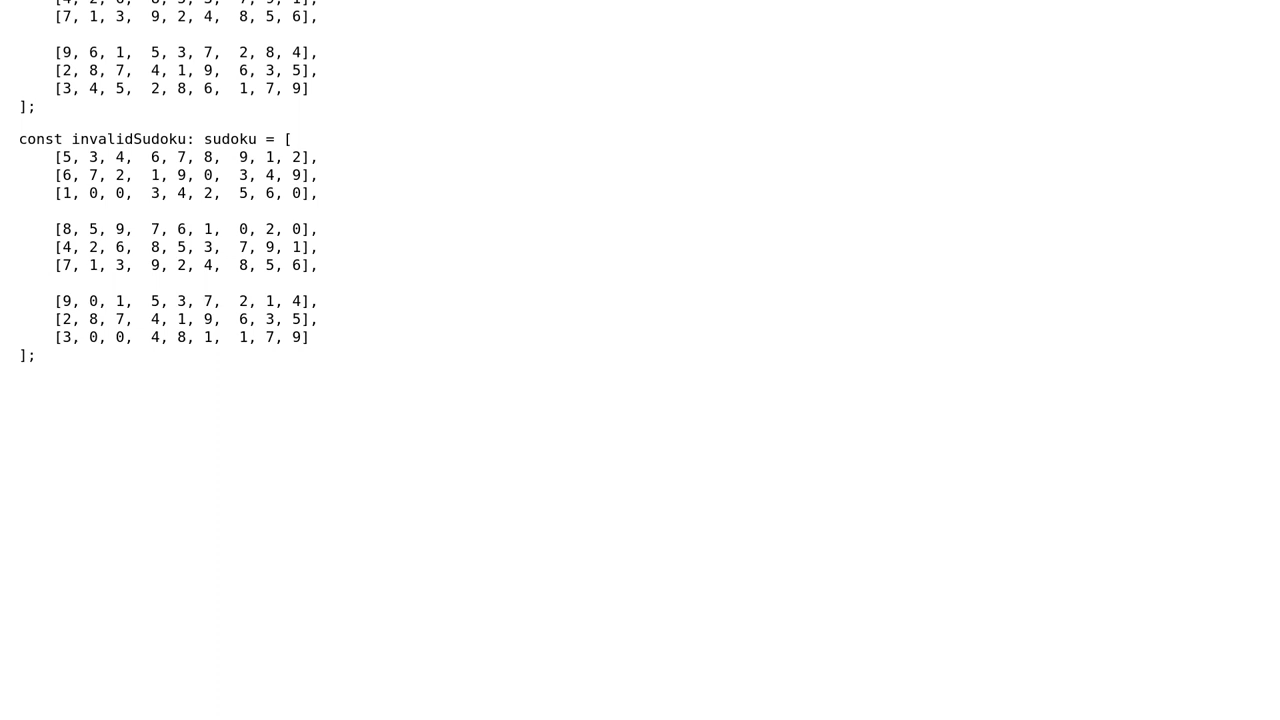 [7, 1, 3,  9, 2, 4,  8, 5, 6],

[9, 6, 1,  5, 3, 7,  2, 8, 4],
[2, 8, 7,  4, 1, 9,  6, 3, 5],
[3, 4, 5,  2, 8, 6,  1, 7, 9]
];

const invalidSudoku: sudoku = [
[5, 3, 4,  6, 7, 8,  9, 1, 2],
[6, 7, 2,  1, 9, 0,  3, 4, 9],
[1, 0, 0,  3, 4, 2,  5, 6, 0],

[8, 5, 9,  7, 6, 1,  0, 2, 0],
[4, 2, 6,  8, 5, 3,  7, 9, 1],
[7, 1, 3,  9, 2, 4,  8, 5, 6],

[9, 0, 1,  5, 3, 7,  2, 1, 4],
[2, 8, 7,  4, 1, 9,  6, 3, 5],
[3, 0, 0,  4, 8, 1,  1, 7, 9]
];